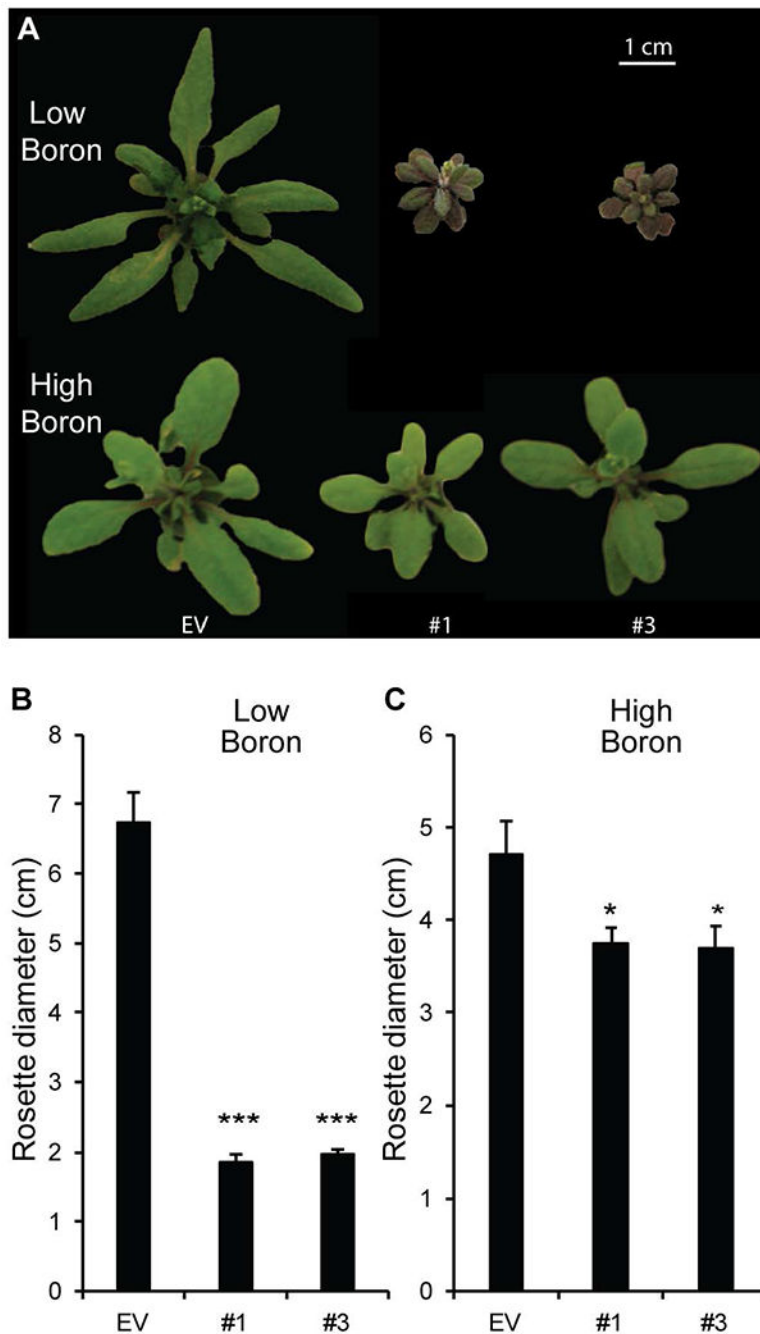 A
1 cm
Low
Boron
High
Boron
EV #1 #3
B
Low
Boron
Rosette diameter (cm)
8
7
6
5
4
3
2
1
0
***
***
EV #1 #3
C
High
Boron
Rosette diameter (cm)
6
5
4
3
2
1
0
*
*
EV #1 #3